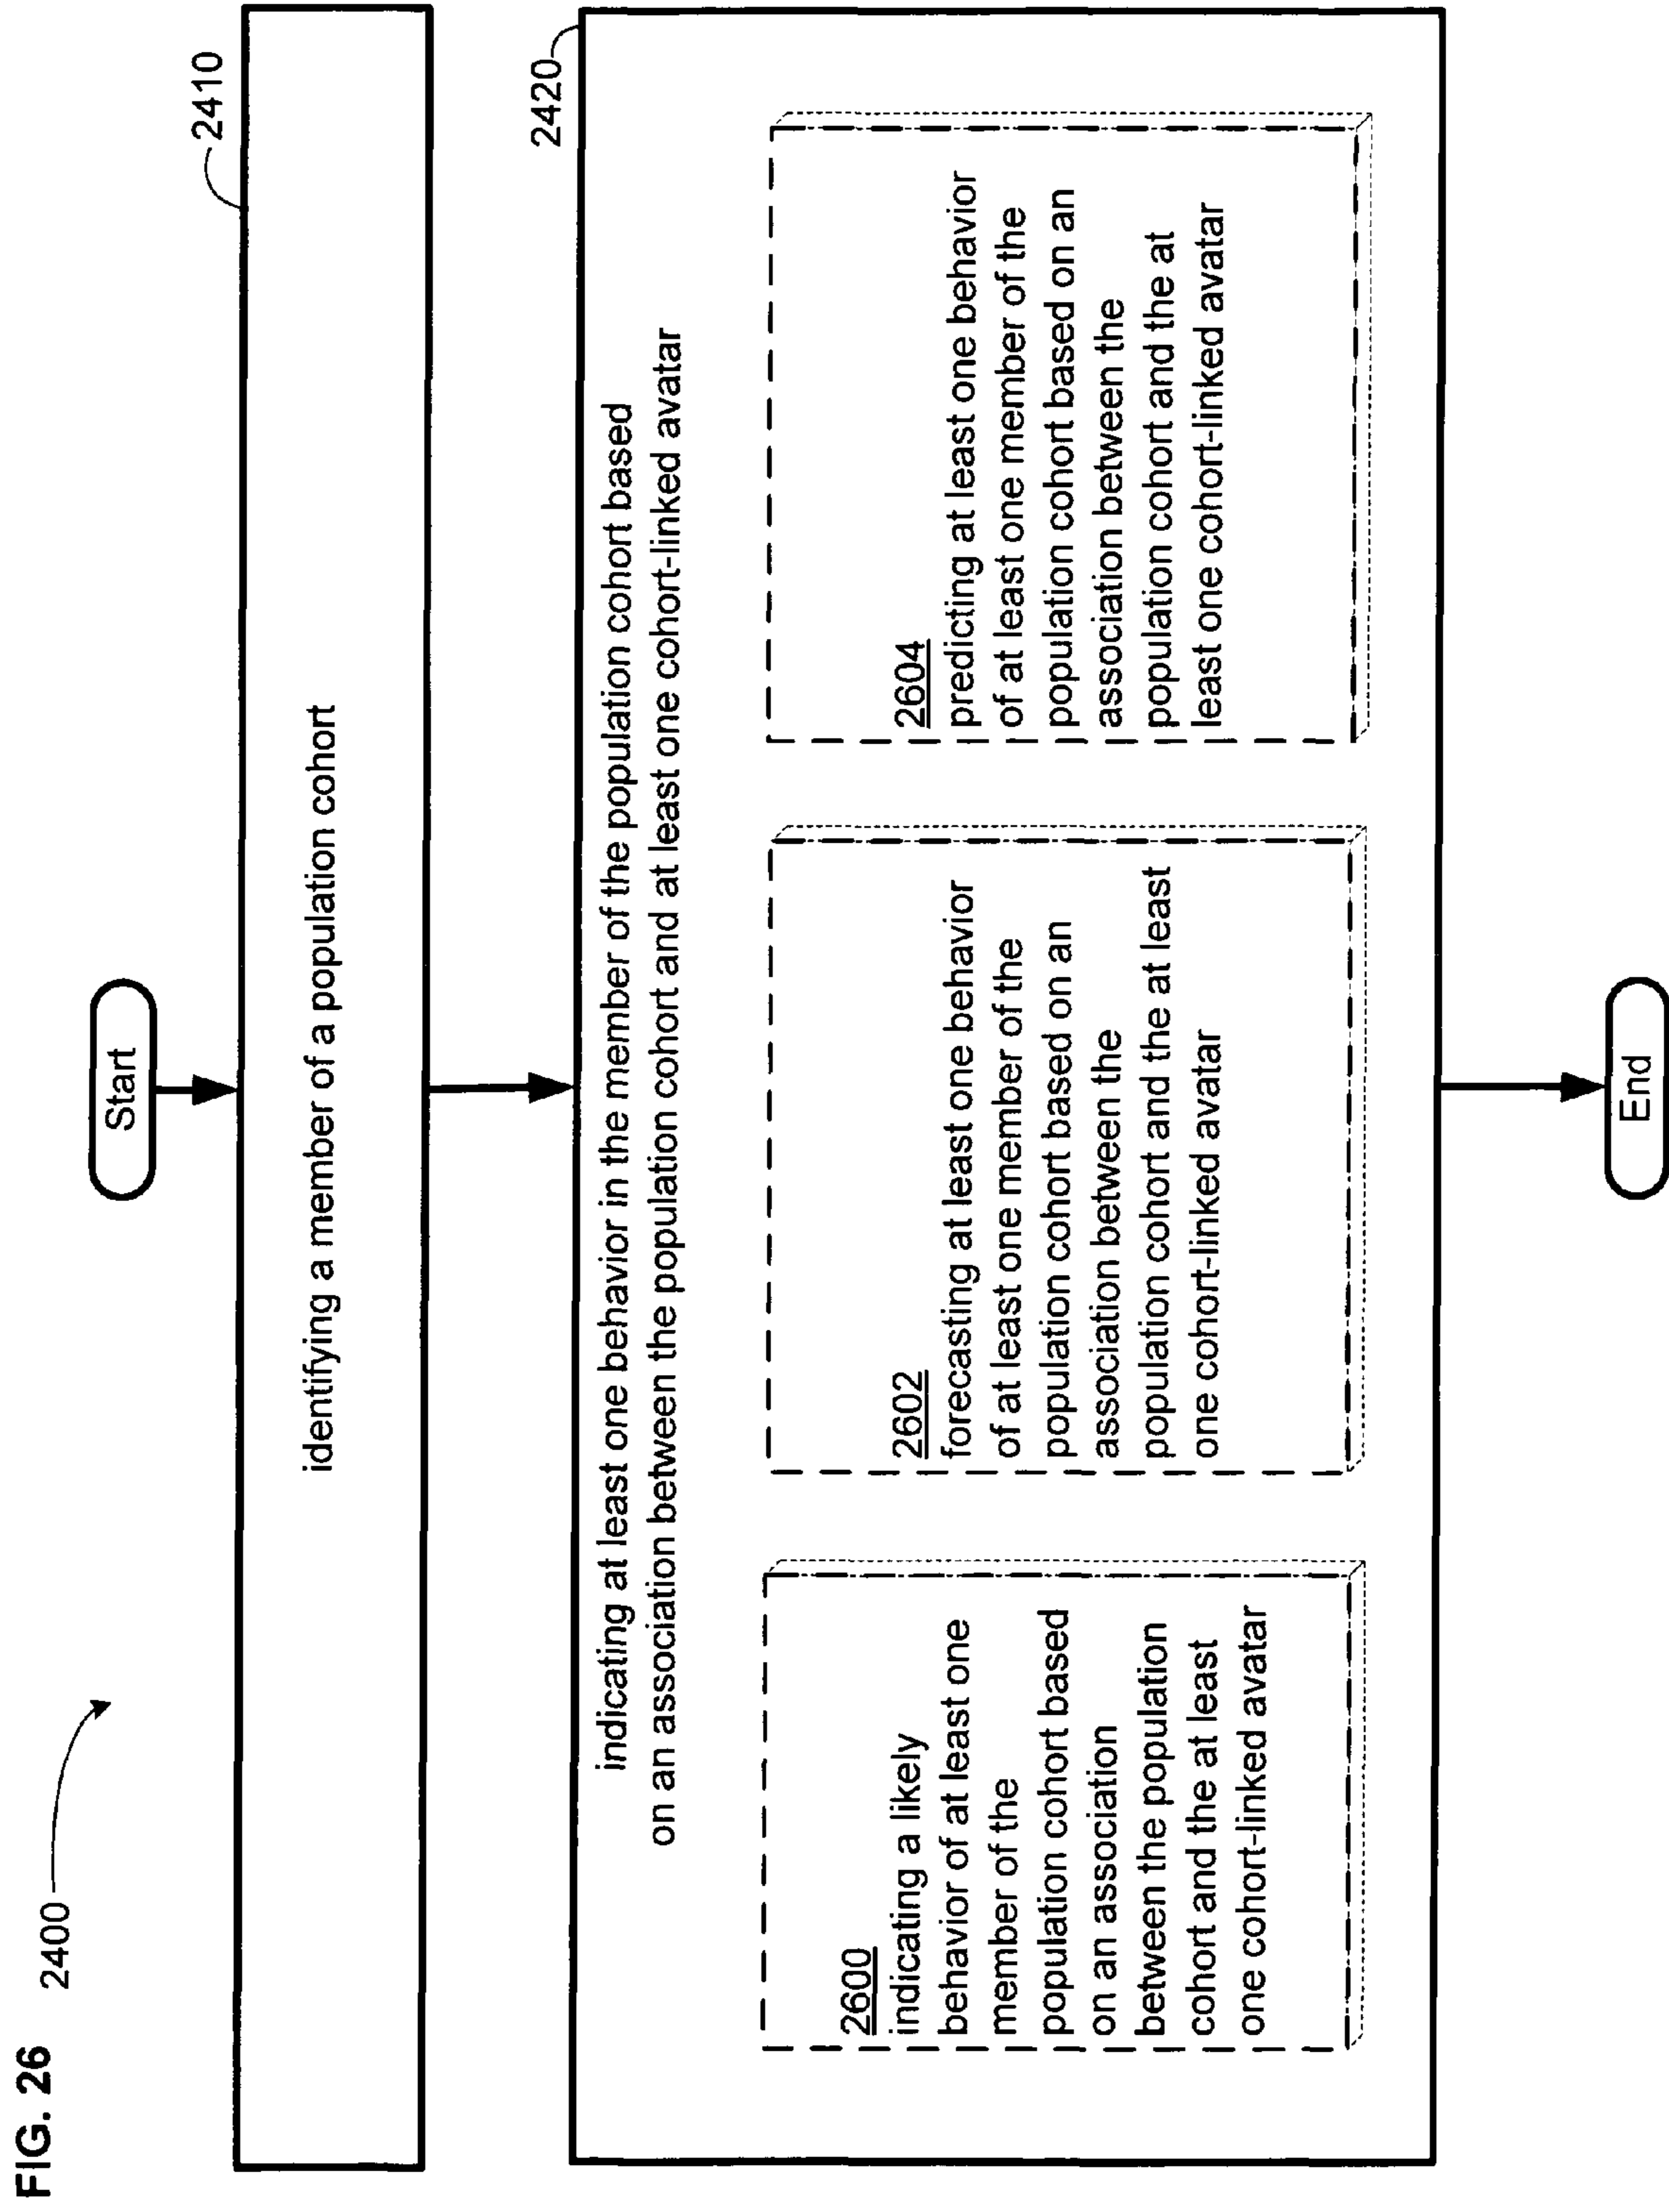 FIG. 26
2400
Start
2410
identifying a member of a population cohort
2420
indicating at least one behavior in the member of the population cohort based
on an association between the population cohort and at least one cohort-linked avatar
2600
indicating a likely
behavior of at least one
member of the
population cohort based
on an association
between the population
cohort and the at least
one cohort-linked avatar
2602
forecasting at least one behavior
of at least one member of the
population cohort based on an
association between the
population cohort and the at least
one cohort-linked avatar
2604
predicting at least one behavior
of at least one member of the
population cohort based on an
association between the
population cohort and the at
least one cohort-linked avatar
End